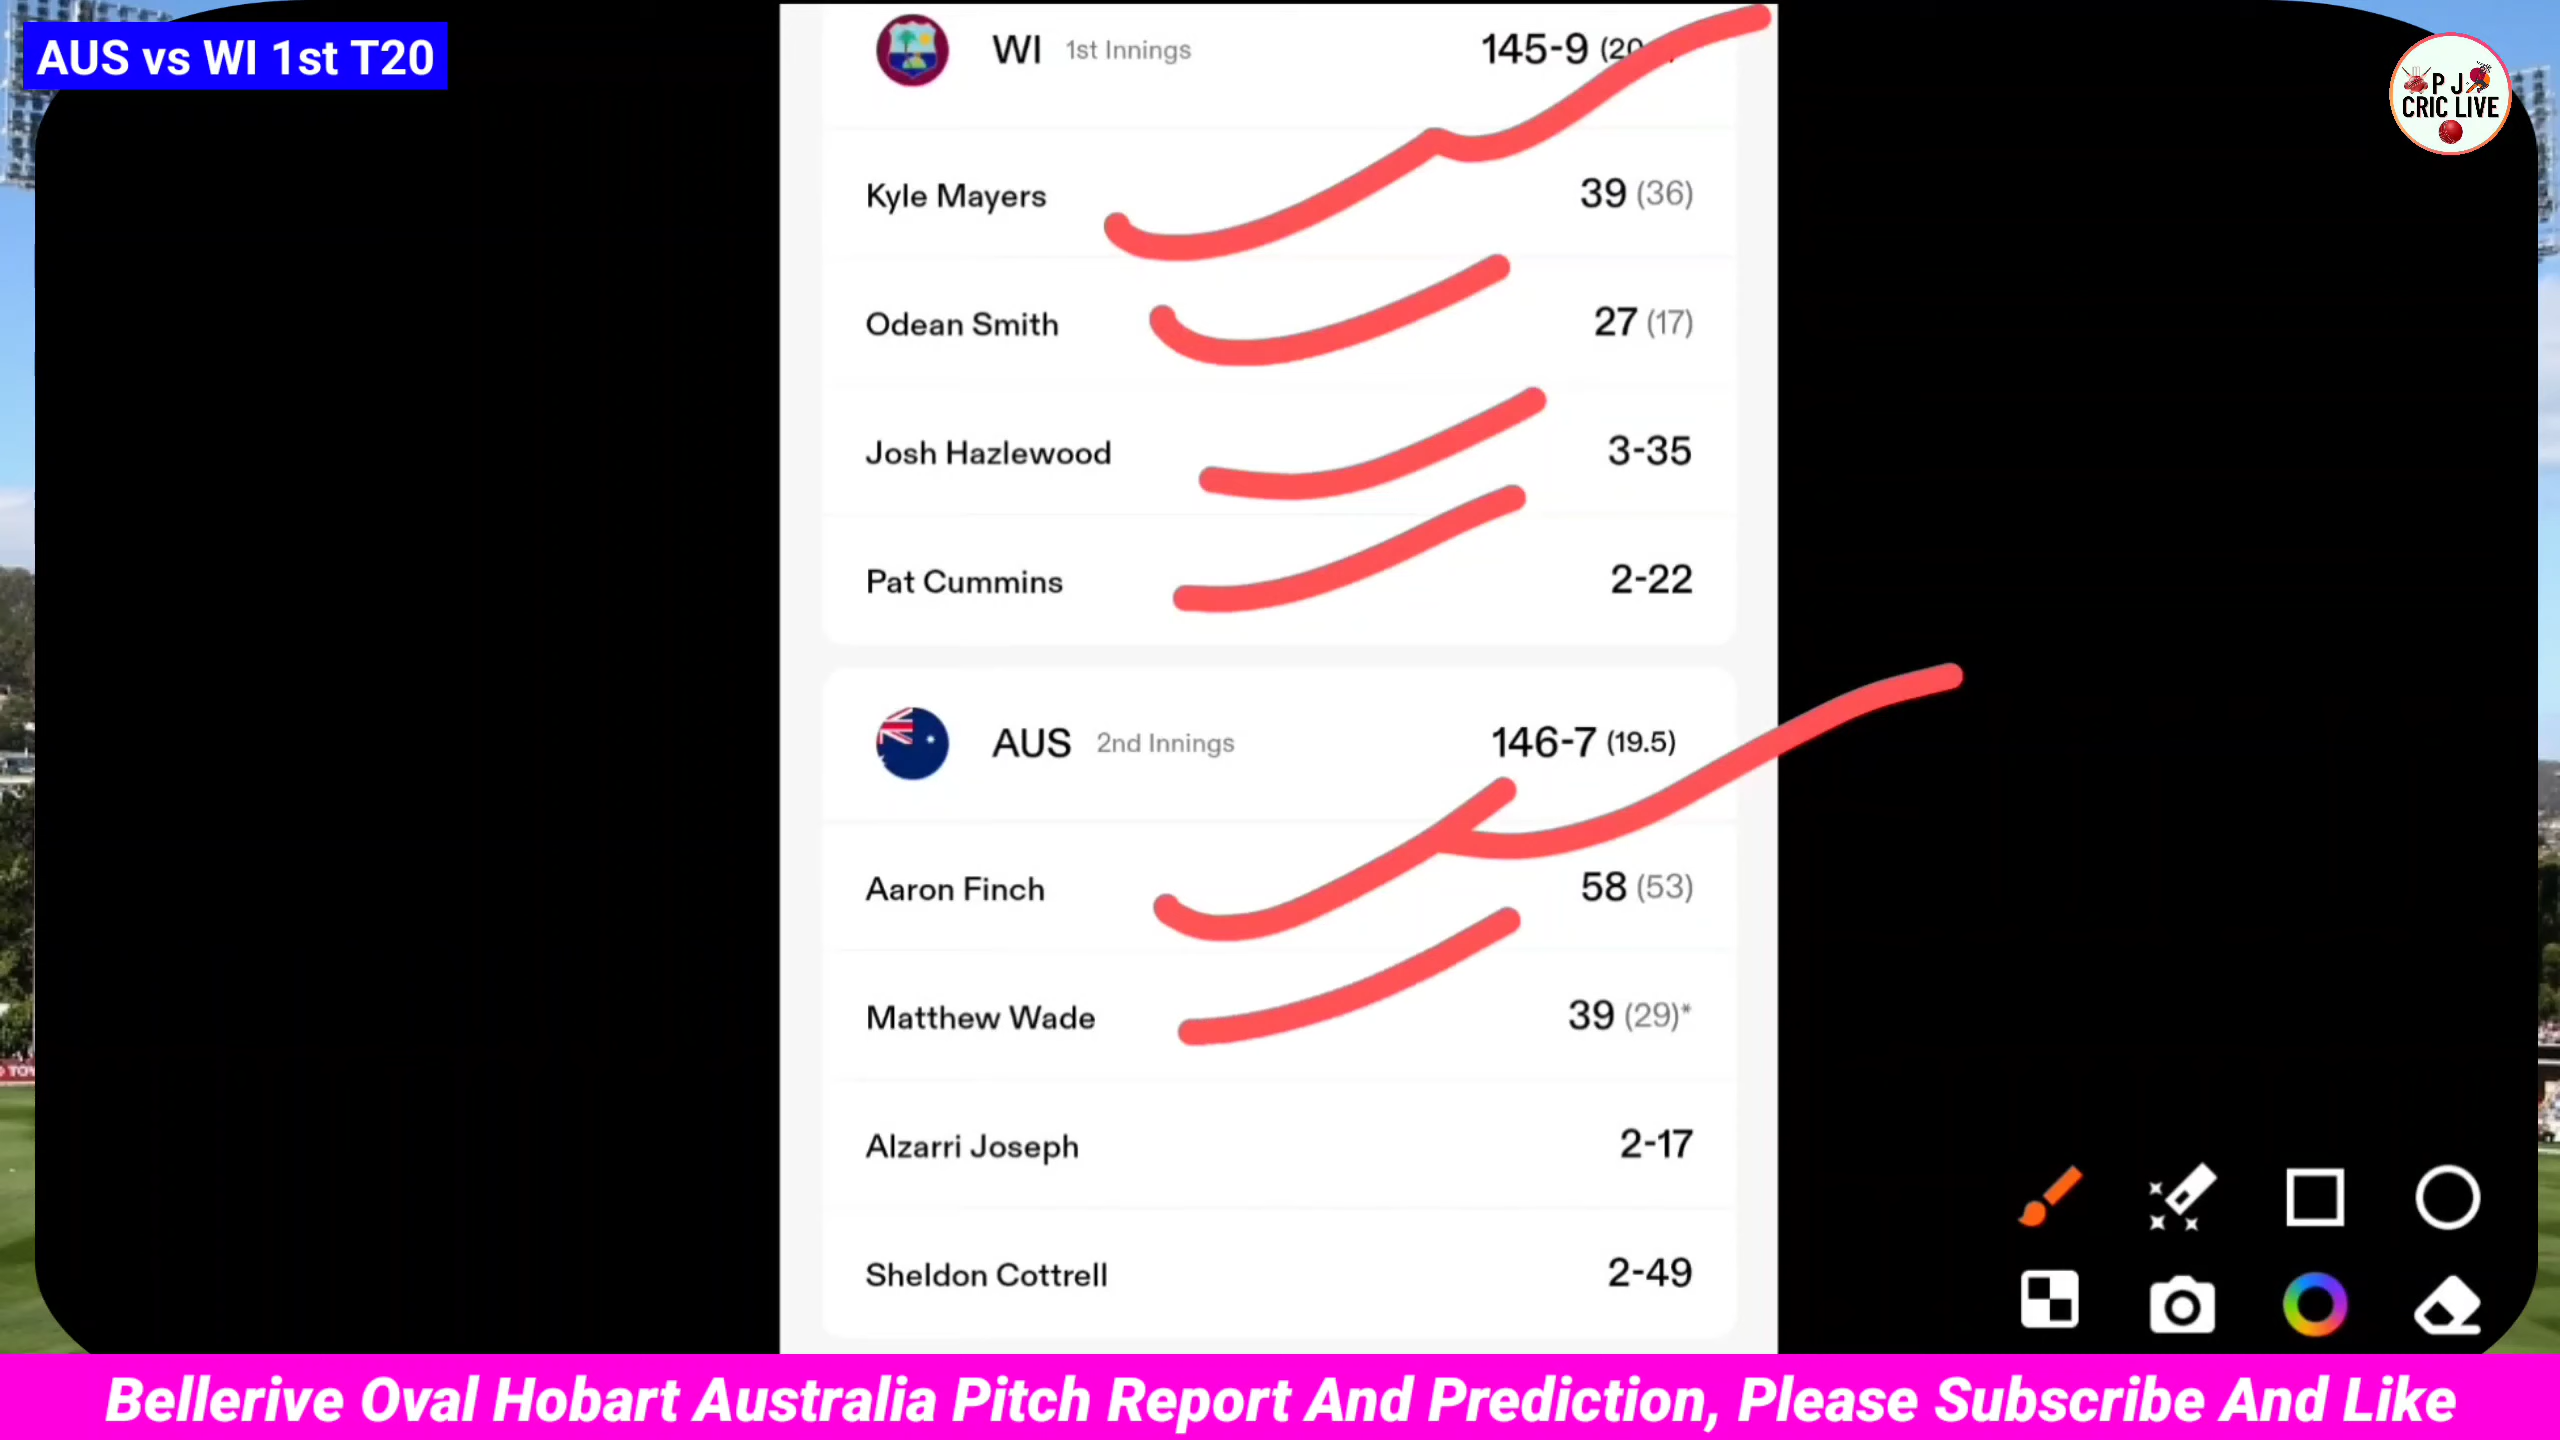 AUS vs WI 1st T20
P J
CRIC LIVE
WI 1st Innings 145-9 (20
Kyle Mayers 39 (36)
Odean Smith 27 (17)
Josh Hazlewood 3-35
Pat Cummins 2-22
AUS 2nd Innings 146-7 (19.5)
Aaron Finch 58 (53)
Matthew Wade 39 (29)*
Alzarri Joseph 2-17
Sheldon Cottrell 2-49
Bellerive Oval Hobart Australia Pitch Report And Prediction, Please Subscribe And Like